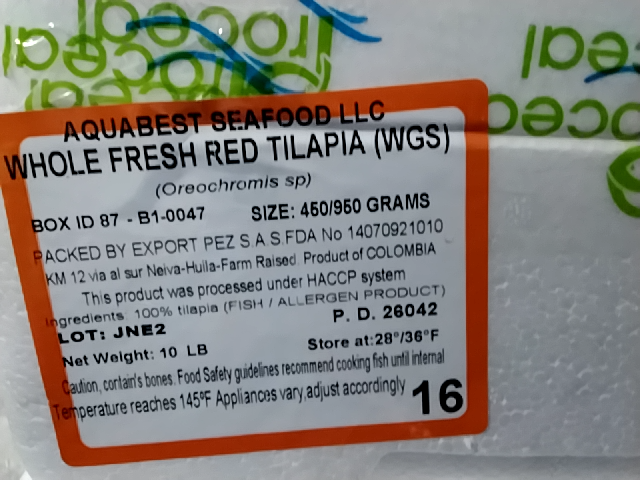 Proceal
AQUABEST SEAFOOD LLC
WHOLE FRESH RED TILAPIA (WGS)
(Oreochromis sp)
BOX ID 87 - B1-0047 SIZE: 450/950 GRAMS
PACKED BY EXPORT PEZ S.A.S.FDA No 14070921010
KM 12 via al sur Neiva-Huila-Farm Raised. Product of COLOMBIA
This product was processed under HACCP system
Ingredients: 100% tilapia (FISH / ALLERGEN PRODUCT)
LOT: JNE2 P. D. 26042
Net Weight: 10 LB Store at:28°/36°F
Caution, contain's bones. Food Safety guidelines recommend cooking fish until internal
Temperature reaches 145ºF Appliances vary,adjust accordingly 16